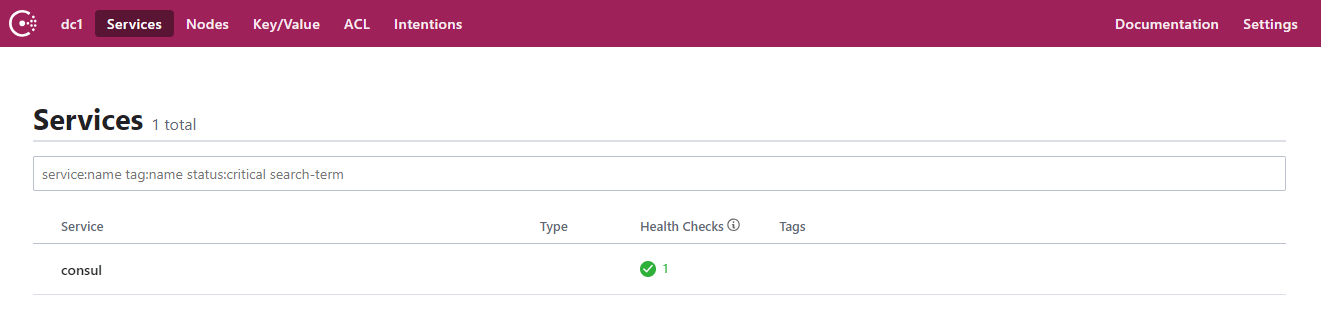 dc1 Services Nodes Key/Value ACL Intentions Documentation Settings
Services 1 total
service:name tag:name status:critical search-term
Service Type Health Checks Tags
consul 1